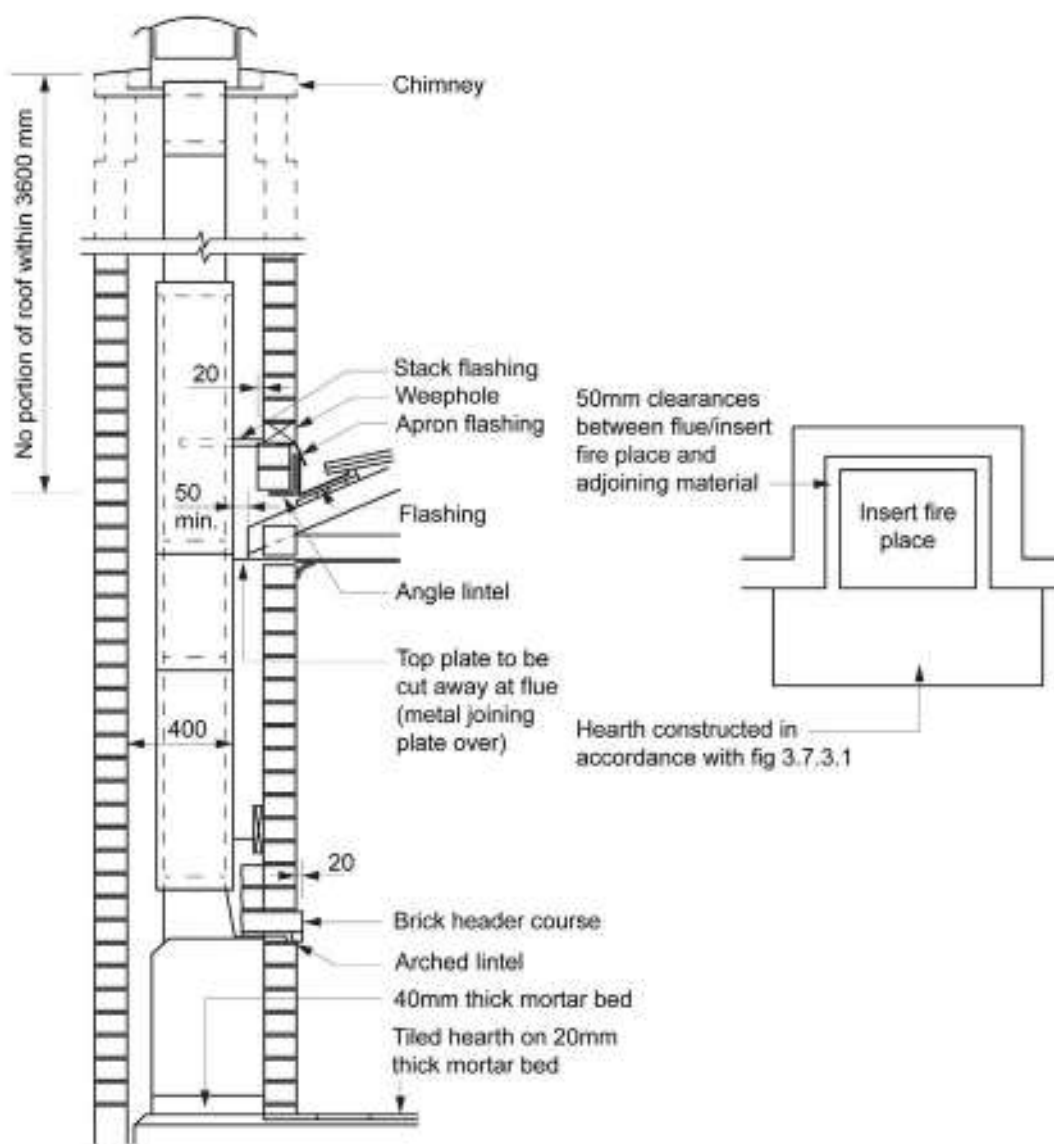 Chimney
No portion of roof within 3600 mm
20
Stack flashing
Weephole
Apron flashing
50
min.
Flashing
Angle lintel
Top plate to be
cut away at flue
(metal joining
plate over)
400
20
Brick header course
Arched lintel
40mm thick mortar bed
Tiled hearth on 20mm
thick mortar bed
50mm clearances
between flue/insert
fire place and
adjoining material
Insert fire
place
Hearth constructed in
accordance with fig 3.7.3.1